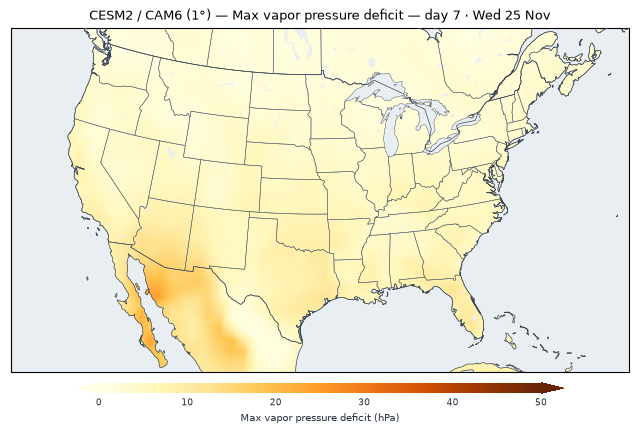 CESM2 / CAM6 (1°) — Max vapor pressure deficit — day 7 · Wed 25 Nov
0 10 20 30 40 50
Max vapor pressure deficit (hPa)